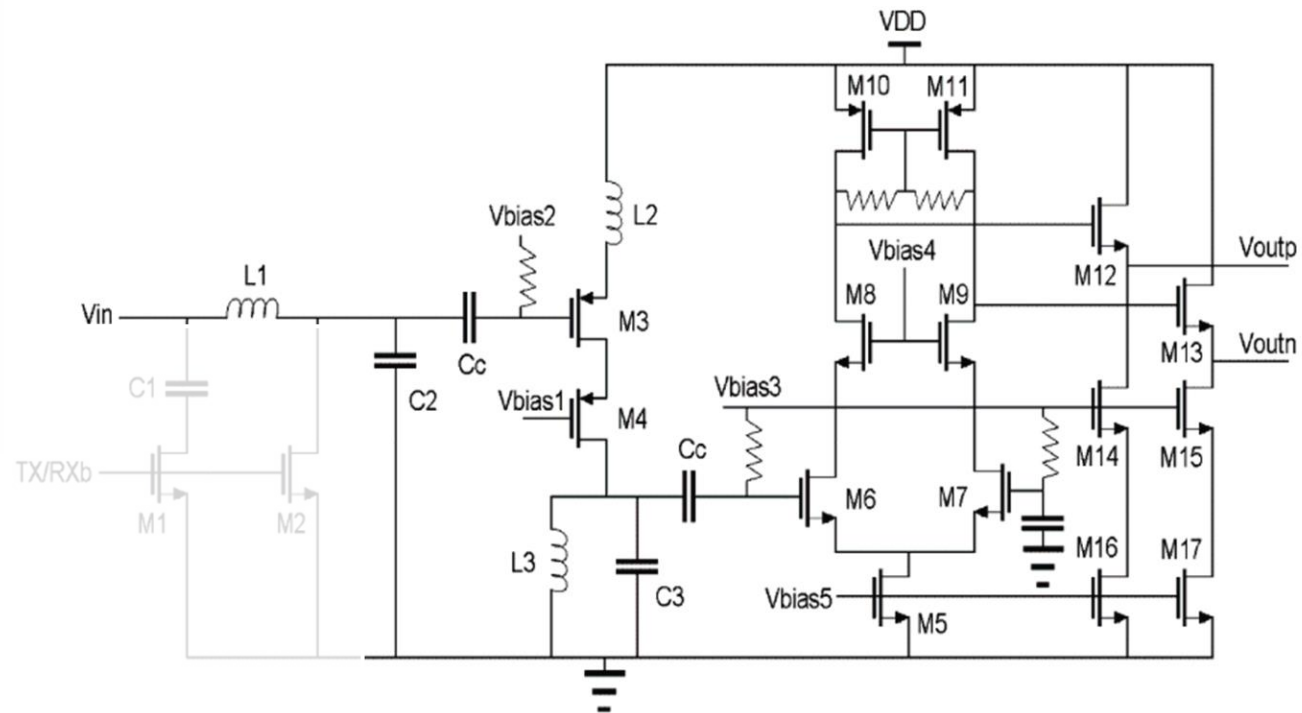 VDD
M10 M11
L2
Vbias2
Vbias4
M12
Voutp
L1
Vin
M8 M9
M3
M13
Voutn
C1
C2
Cc
Vbias1
M4
Vbias3
M14 M15
Cc
TX/RXb
M1 M2
M6 M7
L3
C3
M16 M17
Vbias5
M5